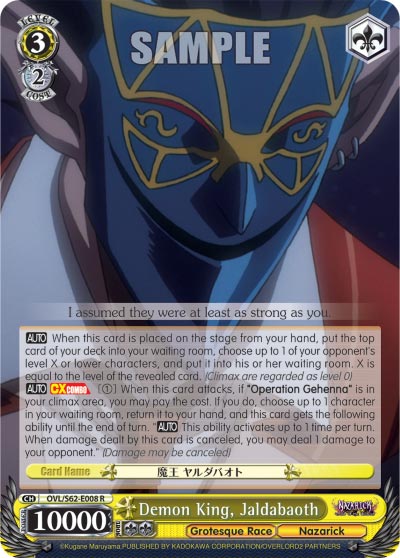 LEVEL
3
2
COST
SAMPLE
I assumed they were at least as strong as you.
AUTO When this card is placed on the stage from your hand, put the top
card of your deck into your waiting room, choose up to 1 of your opponent's
level X or lower characters, and put it into his or her waiting room. X is
equal to the level of the revealed card. (Climax are regarded as level 0)
AUTO CX COMBO [①] When this card attacks, if "Operation Gehenna" is in
your climax area, you may pay the cost. If you do, choose up to 1 character
in your waiting room, return it to your hand, and this card gets the following
ability until the end of turn. "AUTO This ability activates up to 1 time per turn.
When damage dealt by this card is canceled, you may deal 1 damage to
your opponent." (Damage may be canceled)
Card Name 魔王 ヤルダバオト
CH OVL/S62-E008 R
NAZARICK
POWER 10000 Demon King, Jaldabaoth
Grotesque Race Nazarick
©Kugane Maruyama,PUBLISHED BY KADOKAWA CORPORATION/OVERLORD2 PARTNERS